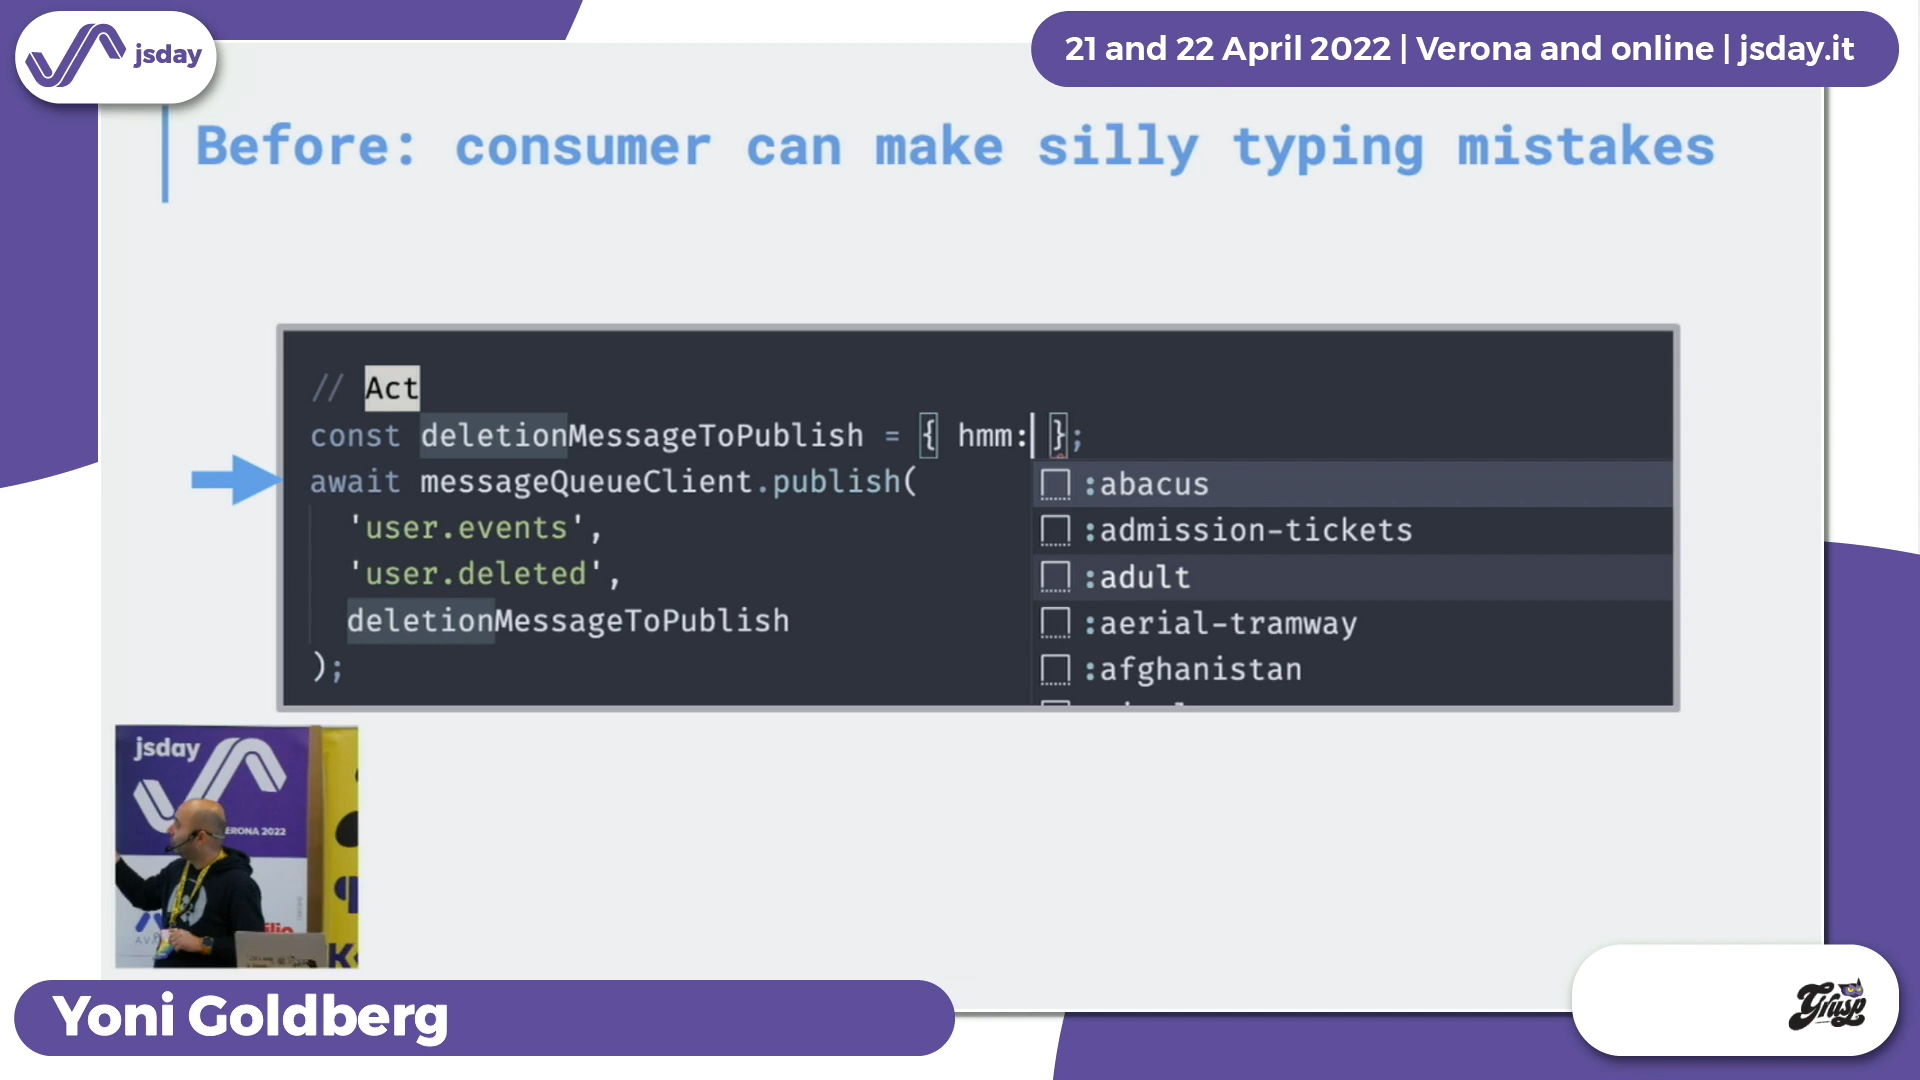 jsday
21 and 22 April 2022 | Verona and online | jsday.it
Before: consumer can make silly typing mistakes
// Act
const deletionMessageToPublish = { hmm: };
await messageQueueClient.publish(
'user.events',
'user.deleted',
deletionMessageToPublish
);
:abacus
:admission-tickets
:adult
:aerial-tramway
:afghanistan
jsday
ERONA 2022
Yoni Goldberg
Grusp